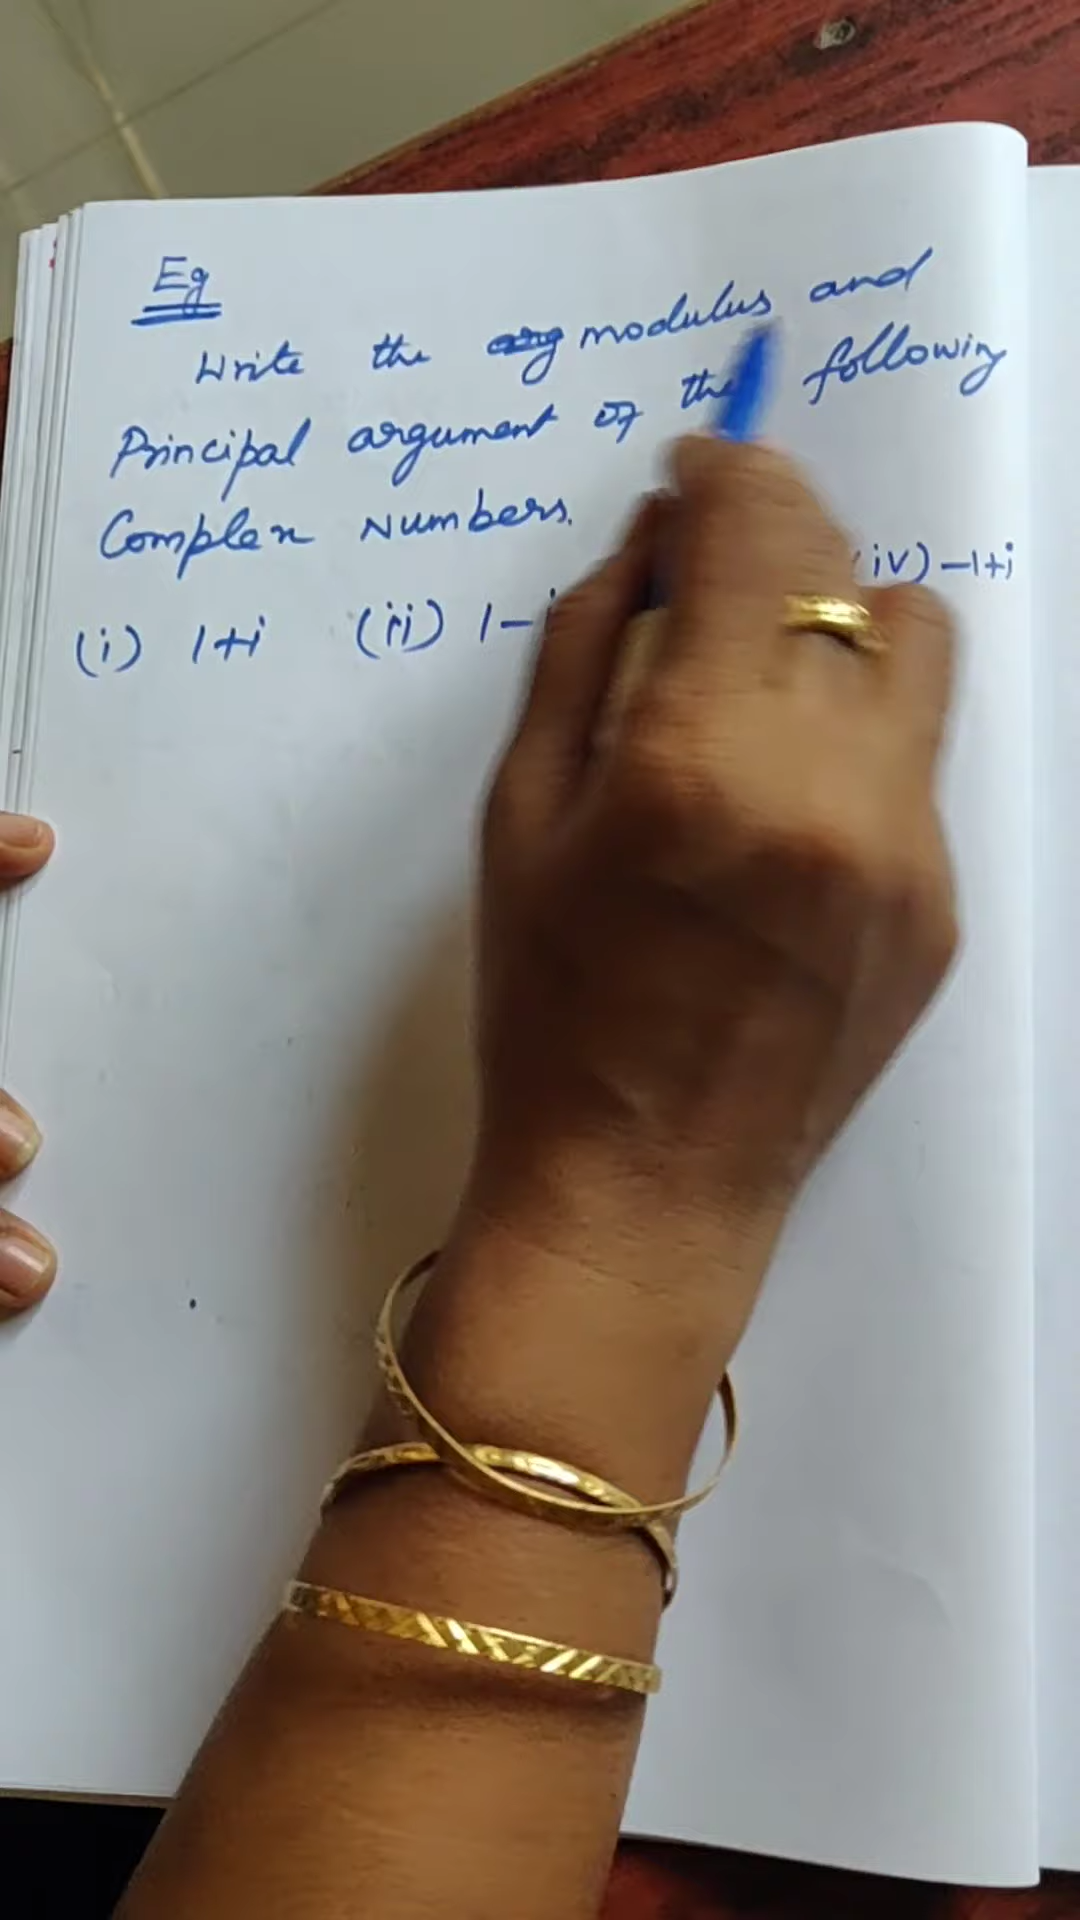 Eg
Write the arg modulus and
Principal argument of the following
Complex Numbers.
(i) 1+i (ii) 1- (iv) -1+i